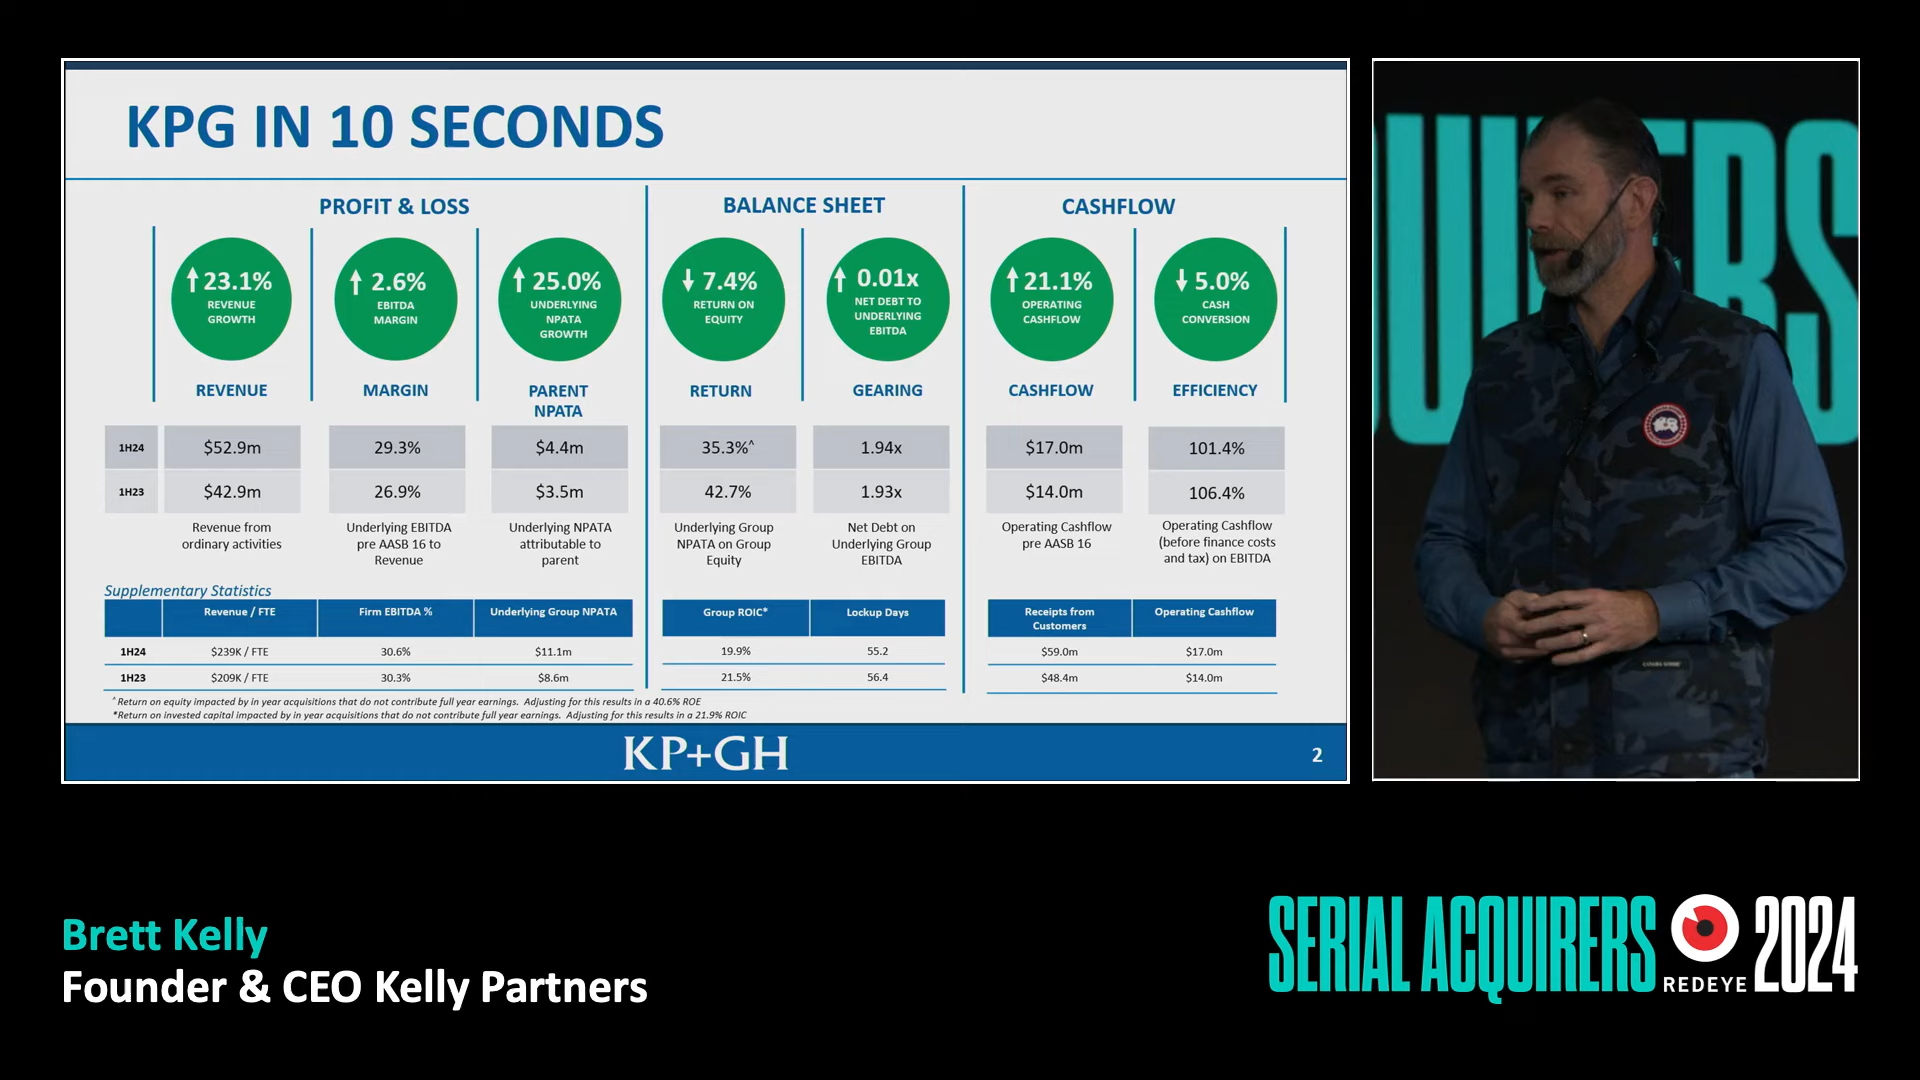 KPG IN 10 SECONDS
PROFIT & LOSS
BALANCE SHEET
CASHFLOW
23.1%
REVENUE
GROWTH
2.6%
EBITDA
MARGIN
25.0%
UNDERLYING
NPATA
GROWTH
7.4%
RETURN ON
EQUITY
0.01x
NET DEBT TO
UNDERLYING
EBITDA
21.1%
OPERATING
CASHFLOW
5.0%
CASH
CONVERSION
REVENUE
MARGIN
PARENT
NPATA
RETURN
GEARING
CASHFLOW
EFFICIENCY
1H24 $52.9m 29.3% $4.4m 35.3%^ 1.94x $17.0m 101.4%
1H23 $42.9m 26.9% $3.5m 42.7% 1.93x $14.0m 106.4%
Revenue from
ordinary activities
Underlying EBITDA
pre AASB 16 to
Revenue
Underlying NPATA
attributable to
parent
Underlying Group
NPATA on Group
Equity
Net Debt on
Underlying Group
EBITDA
Operating Cashflow
pre AASB 16
Operating Cashflow
(before finance costs
and tax) on EBITDA
Supplementary Statistics
Revenue / FTE Firm EBITDA % Underlying Group NPATA
1H24 $239K / FTE 30.6% $11.1m
1H23 $209K / FTE 30.3% $8.6m
Group ROIC* Lockup Days
19.9% 55.2
21.5% 56.4
Receipts from
Customers
Operating Cashflow
$59.0m $17.0m
$48.4m $14.0m
^ Return on equity impacted by in year acquisitions that do not contribute full year earnings. Adjusting for this results in a 40.6% ROE
*Return on invested capital impacted by in year acquisitions that do not contribute full year earnings. Adjusting for this results in a 21.9% ROIC
KP+GH
2
Brett Kelly
Founder & CEO Kelly Partners
SERIAL ACQUIRERS
REDEYE
2024